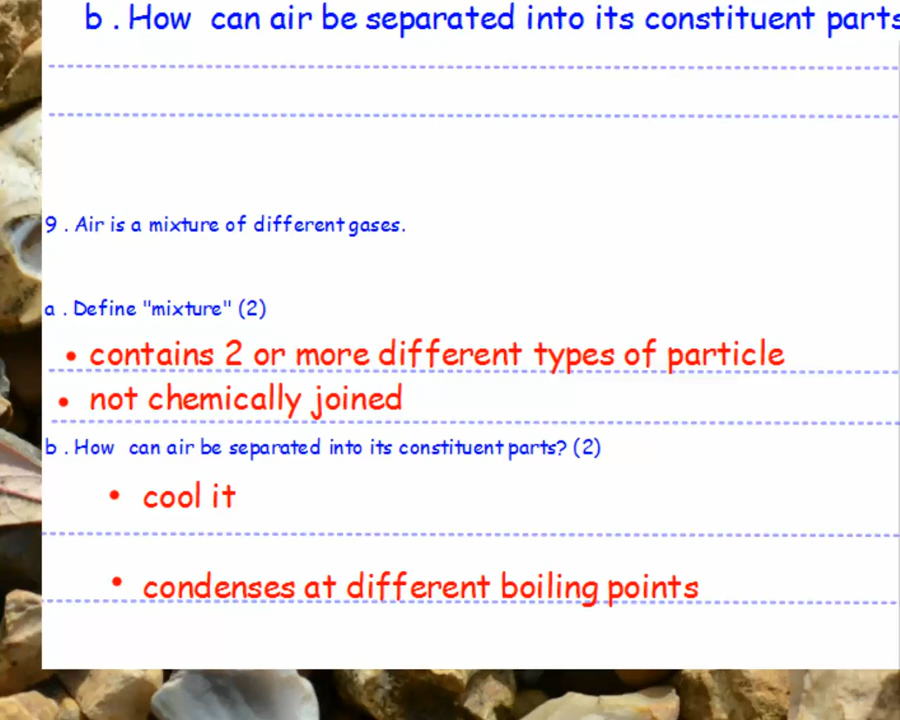 b . How can air be separated into its constituent parts
9 . Air is a mixture of different gases.
a . Define "mixture" (2)
• contains 2 or more different types of particle
• not chemically joined
b . How can air be separated into its constituent parts? (2)
• cool it
• condenses at different boiling points